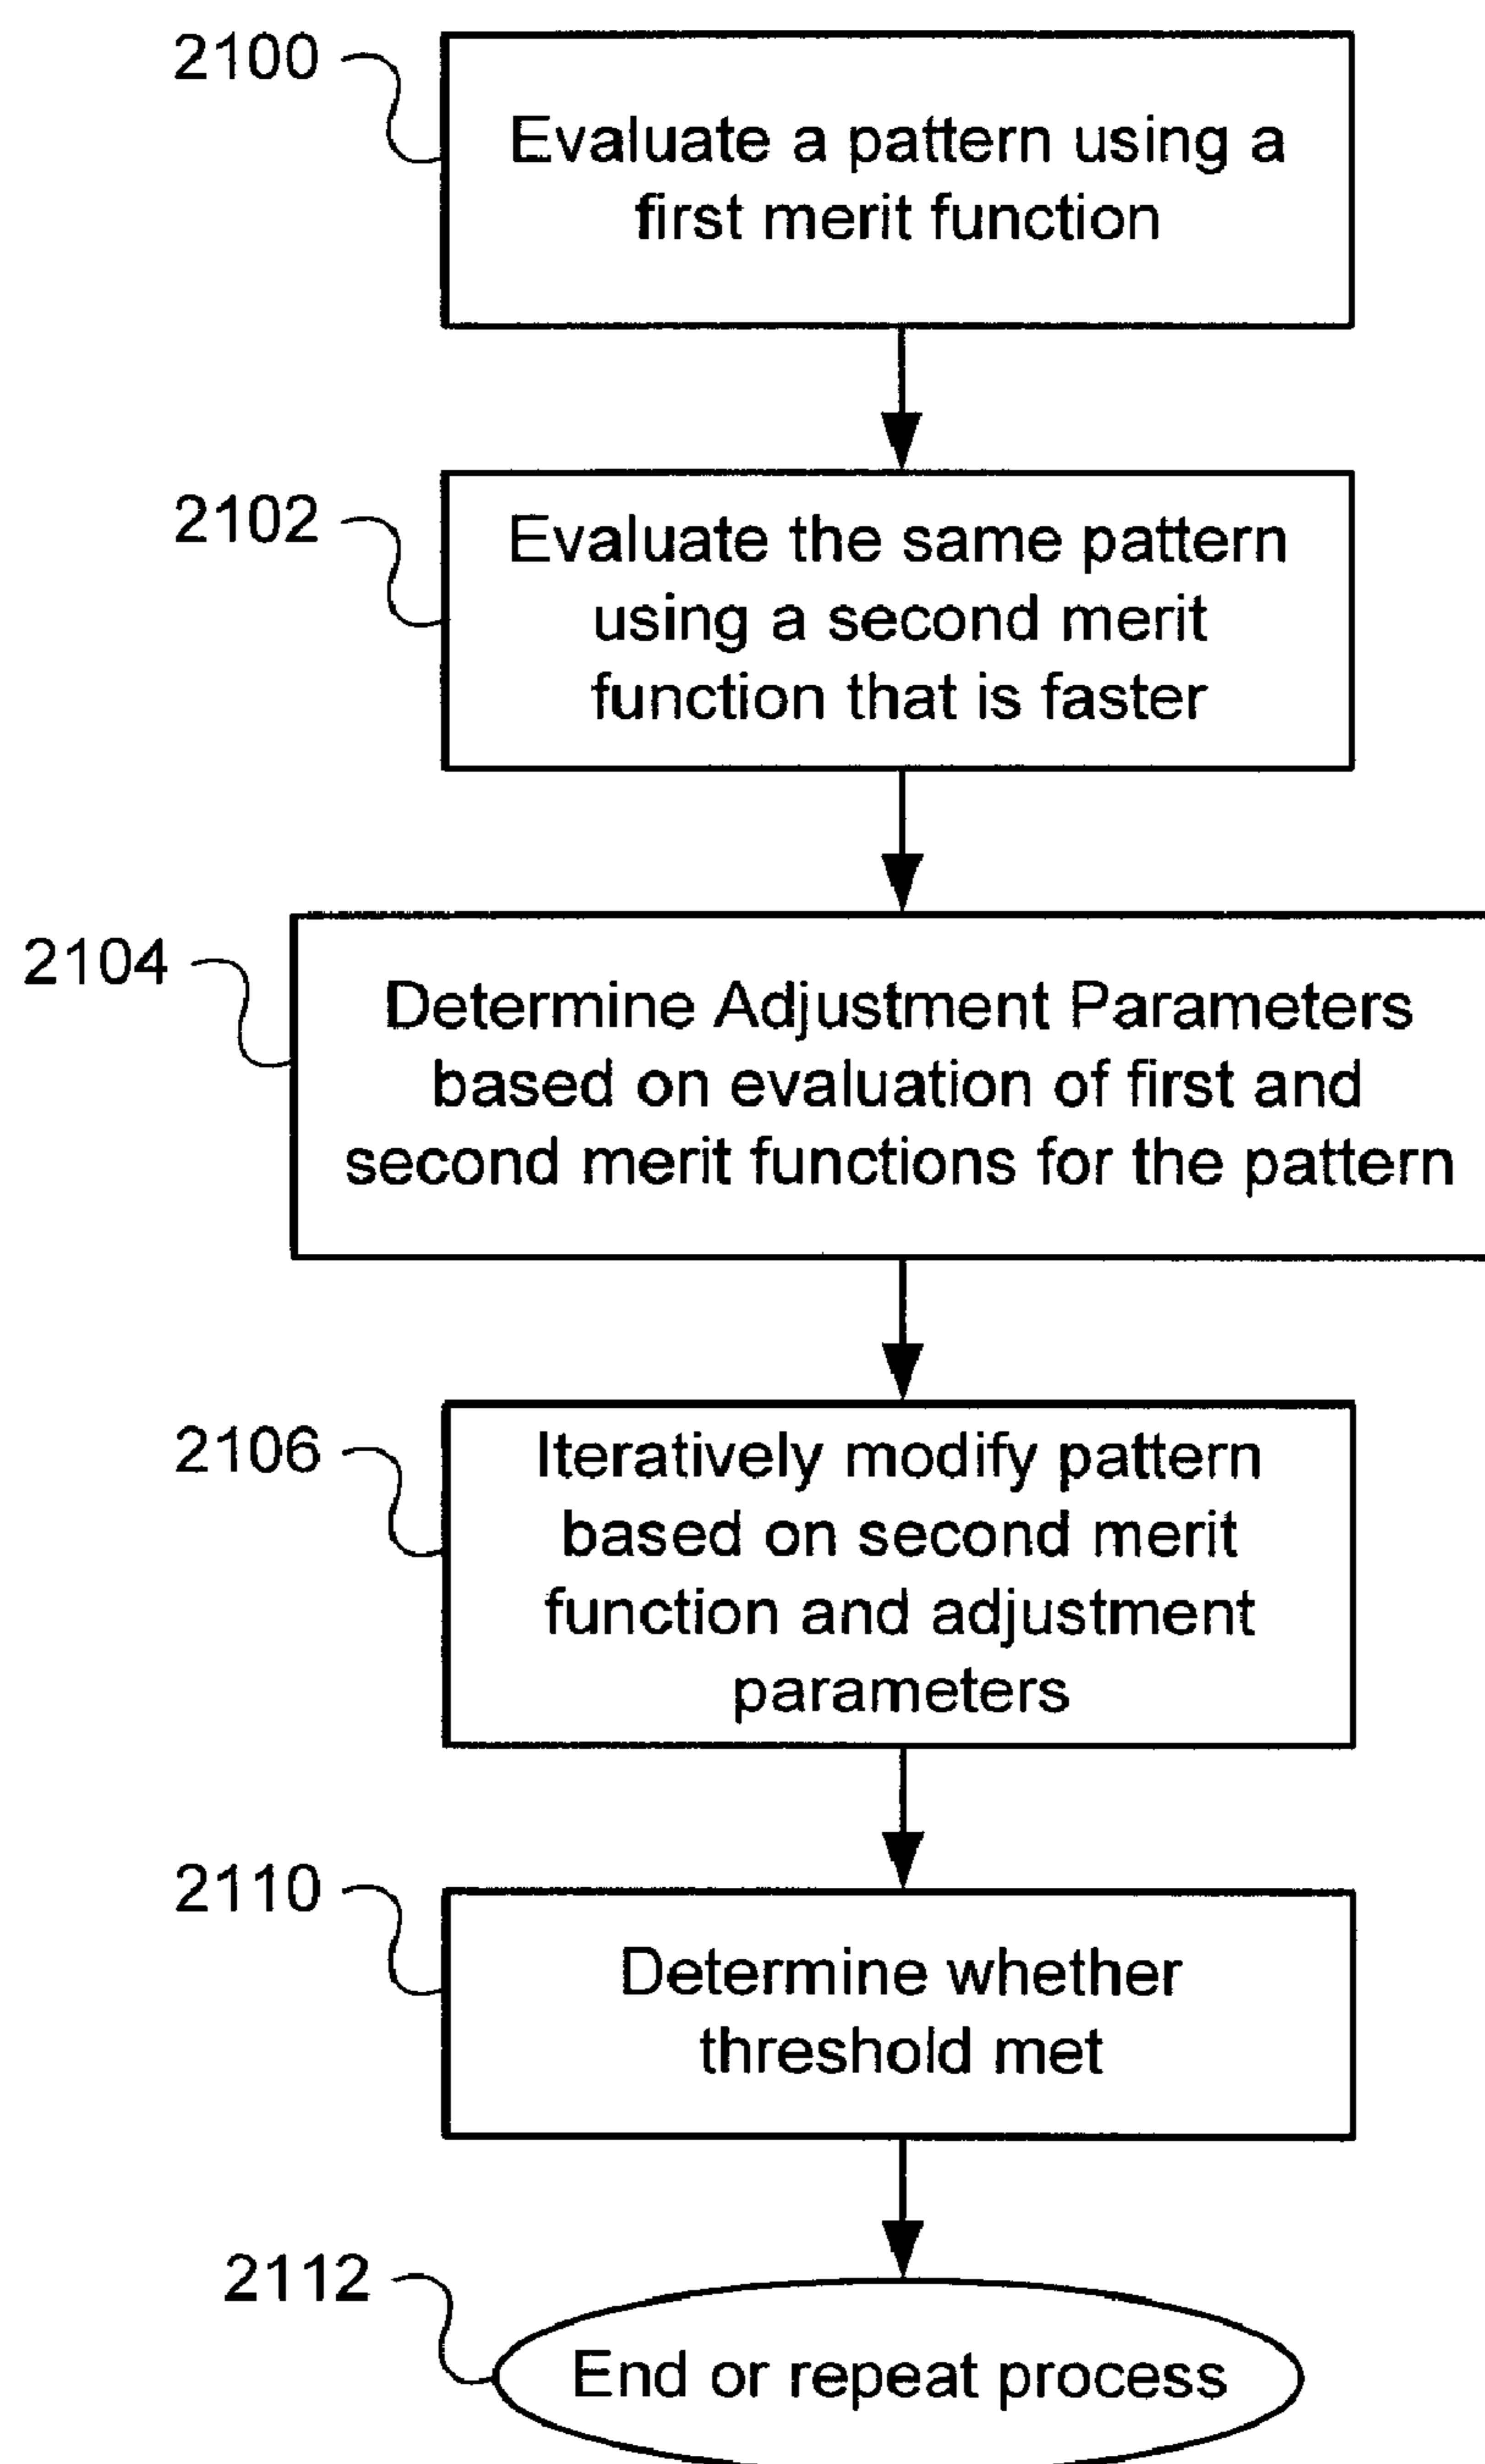 2100
Evaluate a pattern using a
first merit function
2102
Evaluate the same pattern
using a second merit
function that is faster
2104
Determine Adjustment Parameters
based on evaluation of first and
second merit functions for the pattern
2106
Iteratively modify pattern
based on second merit
function and adjustment
parameters
2110
Determine whether
threshold met
2112
End or repeat process